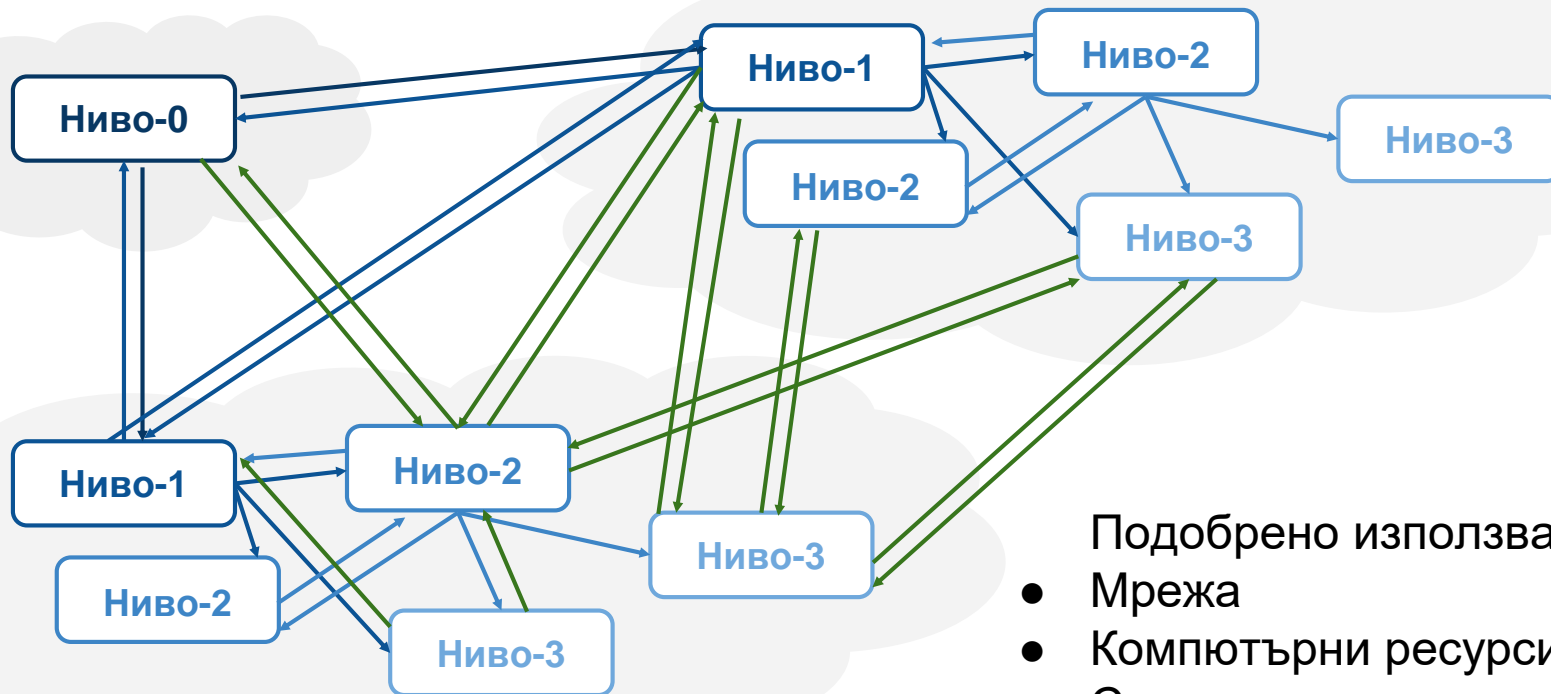 Ниво-1
Ниво-2
Ниво-0
Ниво-3
Ниво-2
Ниво-3
Ниво-1
Ниво-2
Ниво-3
Ниво-2
Ниво-3
Подобрено използва
● Мрежа
● Компютърни ресурси